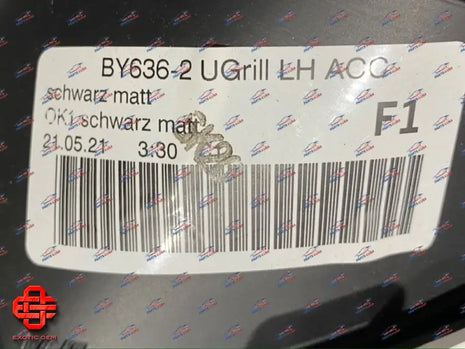 BY636-2 UGrill LH ACC
schwarz matt
OK1 schwarz matt
F1
21.05.21 3:30
EXOTIC OEM